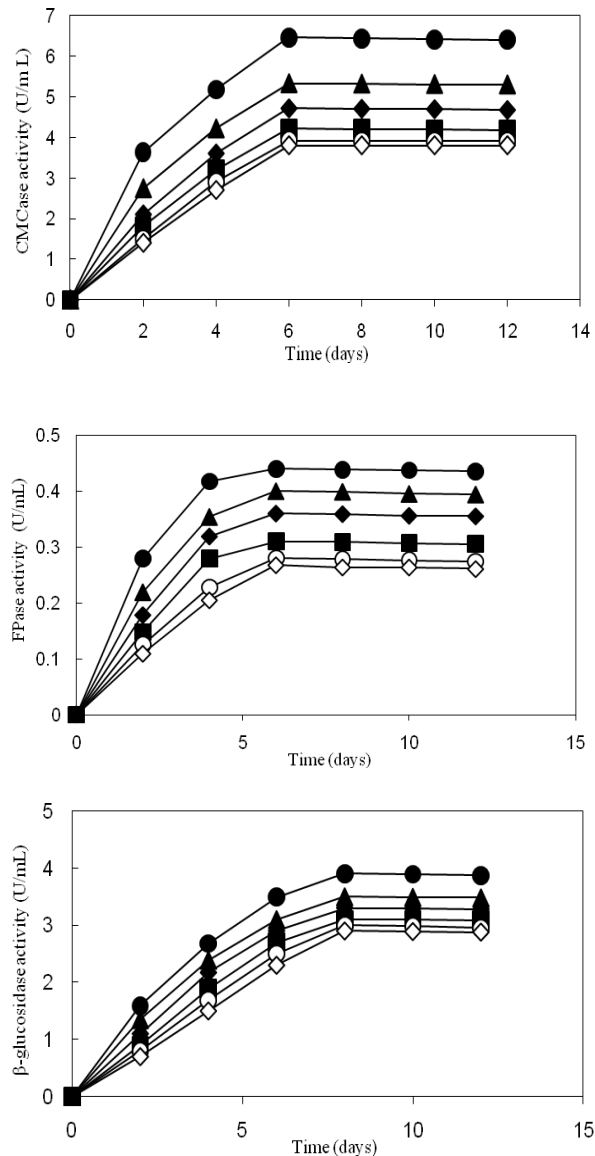 7
6
5
4
3
2
1
0
CMCase activity (U/m L)
0 2 4 6 8 10 12 14
Time (days)
0.5
0.4
0.3
0.2
0.1
0
FPase activity (U/mL)
0 5 10 15
Time (days)
5
4
3
2
1
0
β-glucosidase activity (U/mL)
0 5 10 15
Time (days)